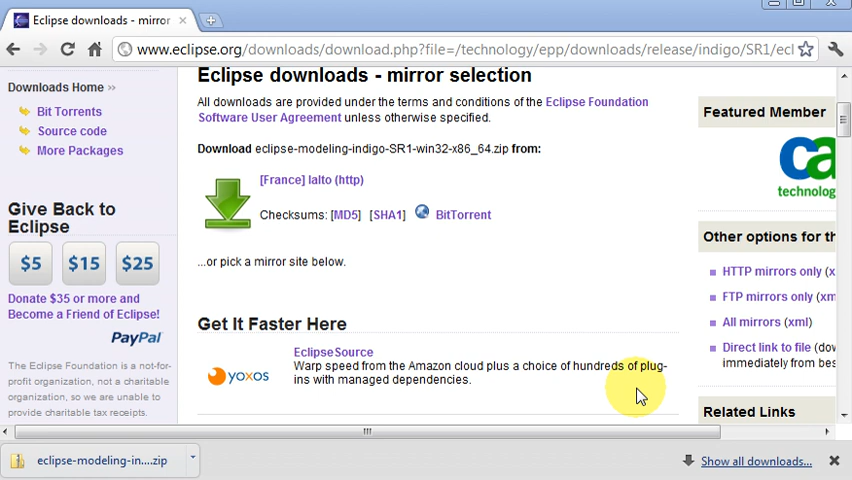 Eclipse downloads - mirror
www.eclipse.org/downloads/download.php?file=/technology/epp/downloads/release/indigo/SR1/ecl
Downloads Home »
Bit Torrents
Source code
More Packages
Give Back to
Eclipse
$5 $15 $25
Donate $35 or more and
Become a Friend of Eclipse!
PayPal
The Eclipse Foundation is a not-for-
profit organization, not a charitable
organization, so we are unable to
provide charitable tax receipts.
Eclipse downloads - mirror selection
All downloads are provided under the terms and conditions of the Eclipse Foundation
Software User Agreement unless otherwise specified.
Download eclipse-modeling-indigo-SR1-win32-x86_64.zip from:
[France] Ialto (http)
Checksums: [MD5] [SHA1] BitTorrent
...or pick a mirror site below.
Get It Faster Here
EclipseSource
yoxos
Warp speed from the Amazon cloud plus a choice of hundreds of plug-
ins with managed dependencies.
Featured Member
ca
technolog
Other options for th
HTTP mirrors only (x
FTP mirrors only (xm
All mirrors (xml)
Direct link to file (dow
immediately from bes
Related Links
eclipse-modeling-in....zip
Show all downloads...